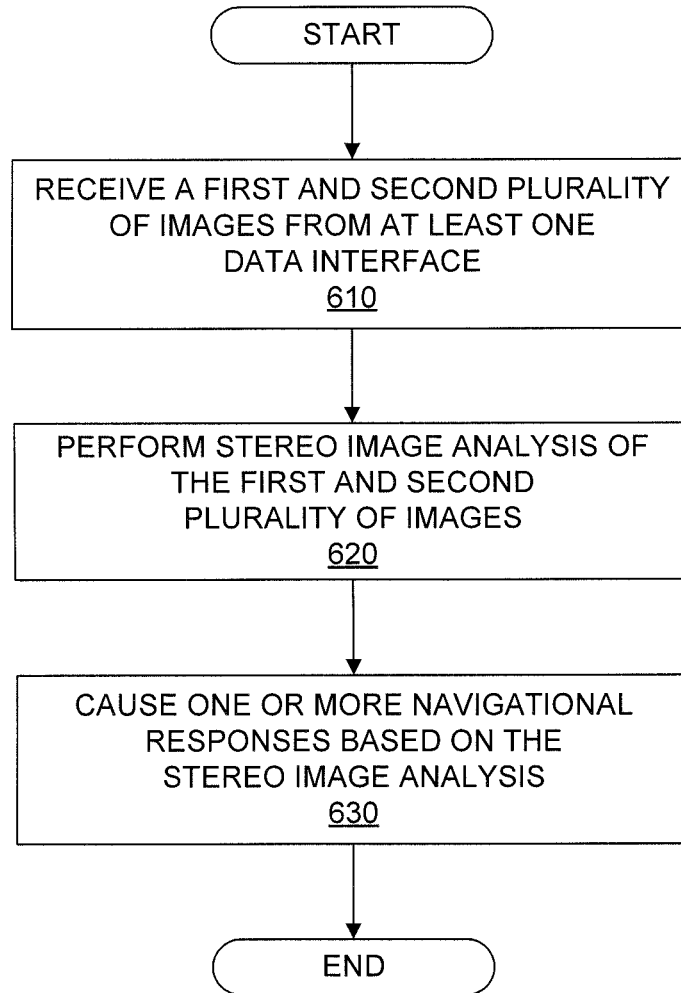 START
RECEIVE A FIRST AND SECOND PLURALITY
OF IMAGES FROM AT LEAST ONE
DATA INTERFACE
610
PERFORM STEREO IMAGE ANALYSIS OF
THE FIRST AND SECOND
PLURALITY OF IMAGES
620
CAUSE ONE OR MORE NAVIGATIONAL
RESPONSES BASED ON THE
STEREO IMAGE ANALYSIS
630
END